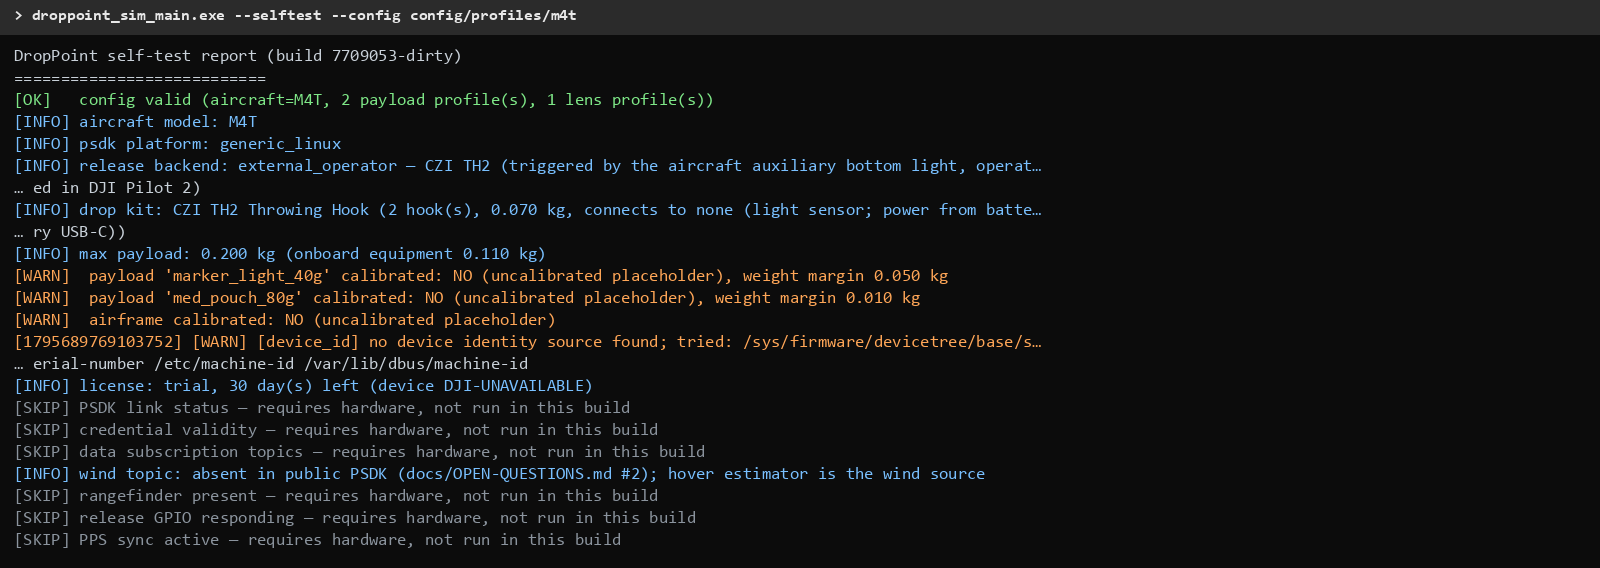 > droppoint_sim_main.exe --selftest --config config/profiles/m4t
DropPoint self-test report (build 7709053-dirty)
===========================
[OK]   config valid (aircraft=M4T, 2 payload profile(s), 1 lens profile(s))
[INFO] aircraft model: M4T
[INFO] psdk platform: generic_linux
[INFO] release backend: external_operator — CZI TH2 (triggered by the aircraft auxiliary bottom light, operat…
… ed in DJI Pilot 2)
[INFO] drop kit: CZI TH2 Throwing Hook (2 hook(s), 0.070 kg, connects to none (light sensor; power from batte…
… ry USB-C))
[INFO] max payload: 0.200 kg (onboard equipment 0.110 kg)
[WARN]  payload 'marker_light_40g' calibrated: NO (uncalibrated placeholder), weight margin 0.050 kg
[WARN]  payload 'med_pouch_80g' calibrated: NO (uncalibrated placeholder), weight margin 0.010 kg
[WARN]  airframe calibrated: NO (uncalibrated placeholder)
[1795689769103752] [WARN] [device_id] no device identity source found; tried: /sys/firmware/devicetree/base/s…
… erial-number /etc/machine-id /var/lib/dbus/machine-id
[INFO] license: trial, 30 day(s) left (device DJI-UNAVAILABLE)
[SKIP] PSDK link status — requires hardware, not run in this build
[SKIP] credential validity — requires hardware, not run in this build
[SKIP] data subscription topics — requires hardware, not run in this build
[INFO] wind topic: absent in public PSDK (docs/OPEN-QUESTIONS.md #2); hover estimator is the wind source
[SKIP] rangefinder present — requires hardware, not run in this build
[SKIP] release GPIO responding — requires hardware, not run in this build
[SKIP] PPS sync active — requires hardware, not run in this build